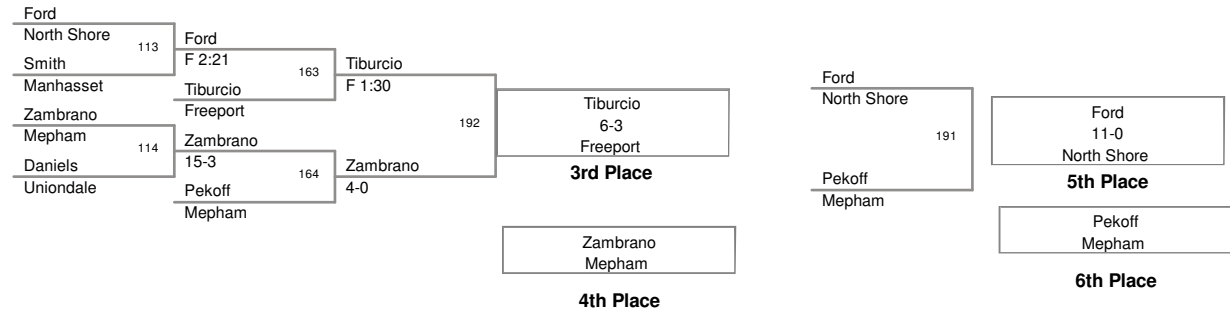 Ford
North Shore
113
Smith
Manhasset
Zambrano
Mepham
114
Daniels
Uniondale
Ford
F 2:21
163
Tiburcio
Freeport
Zambrano
15-3
164
Pekoff
Mepham
Tiburcio
F 1:30
192
Zambrano
4-0
Tiburcio
6-3
Freeport
3rd Place
Zambrano
Mepham
4th Place
Ford
North Shore
191
Pekoff
Mepham
Ford
11-0
North Shore
5th Place
Pekoff
Mepham
6th Place